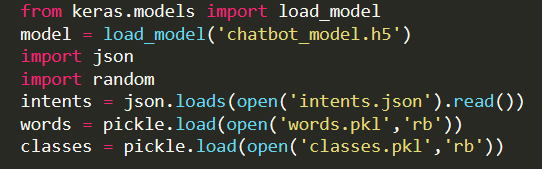 from keras.models import load_model
model = load_model('chatbot_model.h5')
import json
import random
intents = json.loads(open('intents.json').read())
words = pickle.load(open('words.pkl','rb'))
classes = pickle.load(open('classes.pkl','rb'))